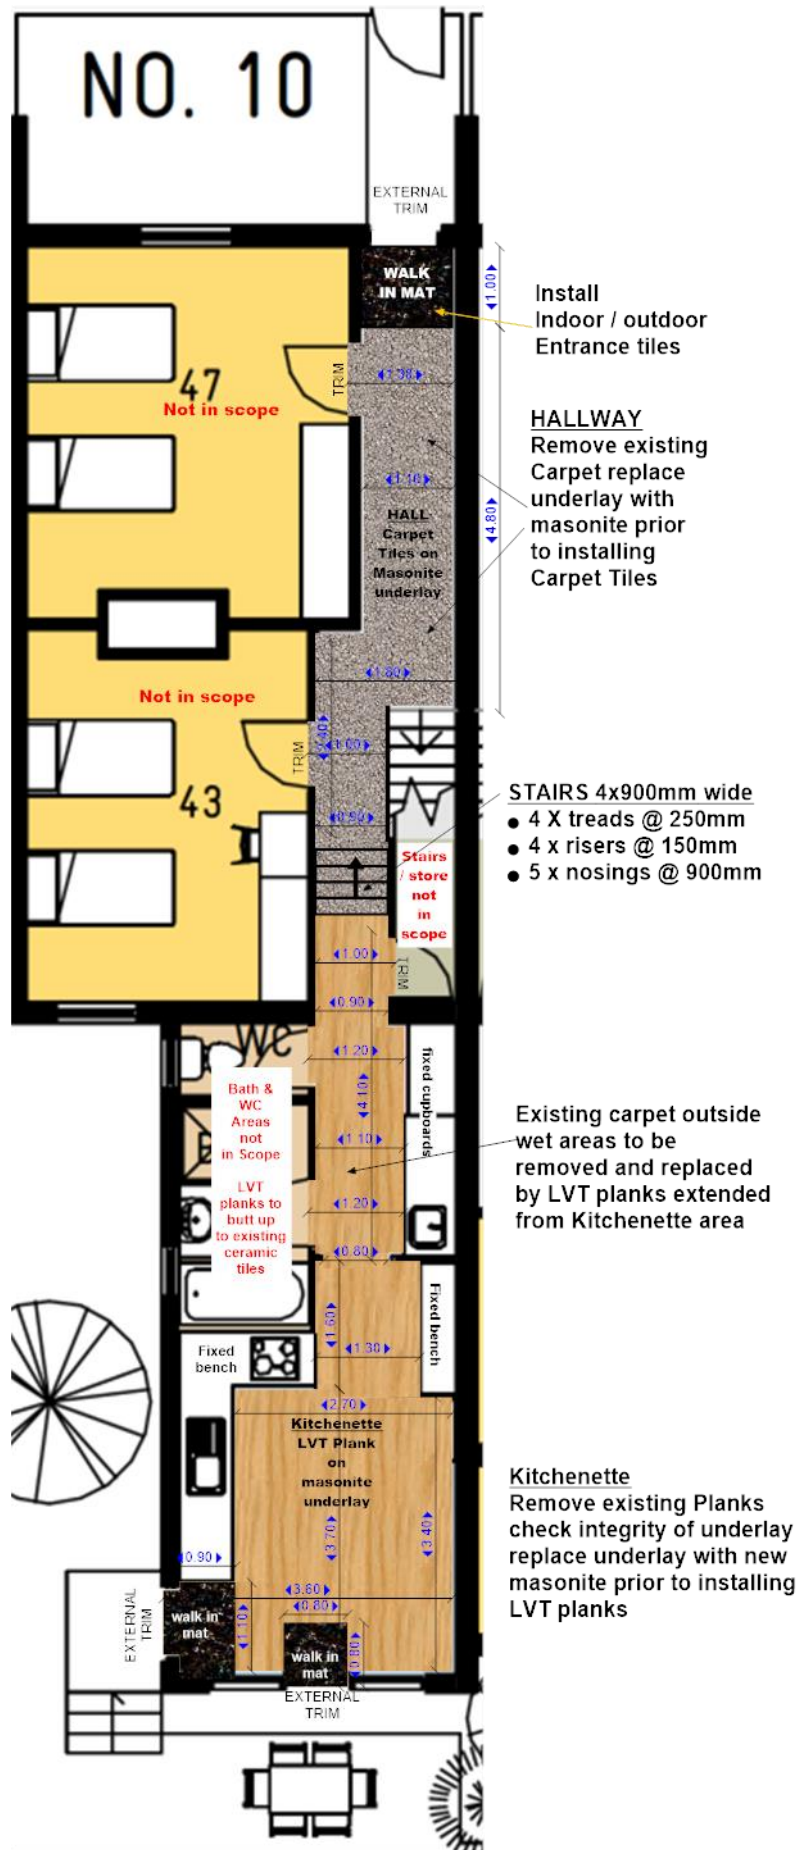 NO. 10
EXTERNAL
TRIM
WALK
IN MAT
1.00
Install
Indoor / outdoor
Entrance tiles
TRIM
1.38
47
Not in scope
HALLWAY
Remove existing
Carpet replace
underlay with
masonite prior
to installing
Carpet Tiles
1.10
4.80
HALL
Carpet
Tiles on
Masonite
underlay
1.80
Not in scope
TRIM
1.00
43
0.90
STAIRS 4x900mm wide
● 4 X treads @ 250mm
● 4 x risers @ 150mm
● 5 x nosings @ 900mm
Stairs
/ store
not
in
scope
1.00
TRIM
0.90
WC
1.20
fixed cupboards
4.10
Bath &
WC
Areas
not
in Scope
LVT
planks to
butt up
to existing
ceramic
tiles
1.10
Existing carpet outside
wet areas to be
removed and replaced
by LVT planks extended
from Kitchenette area
1.20
0.80
1.60
Fixed bench
Fixed
bench
1.30
2.70
Kitchenette
LVT Plank
on
masonite
underlay
3.70
3.40
Kitchenette
Remove existing Planks
check integrity of underlay
replace underlay with new
masonite prior to installing
LVT planks
0.90
3.60
0.80
EXTERNAL
TRIM
walk in
mat
1.10
walk in
mat
0.80
EXTERNAL
TRIM